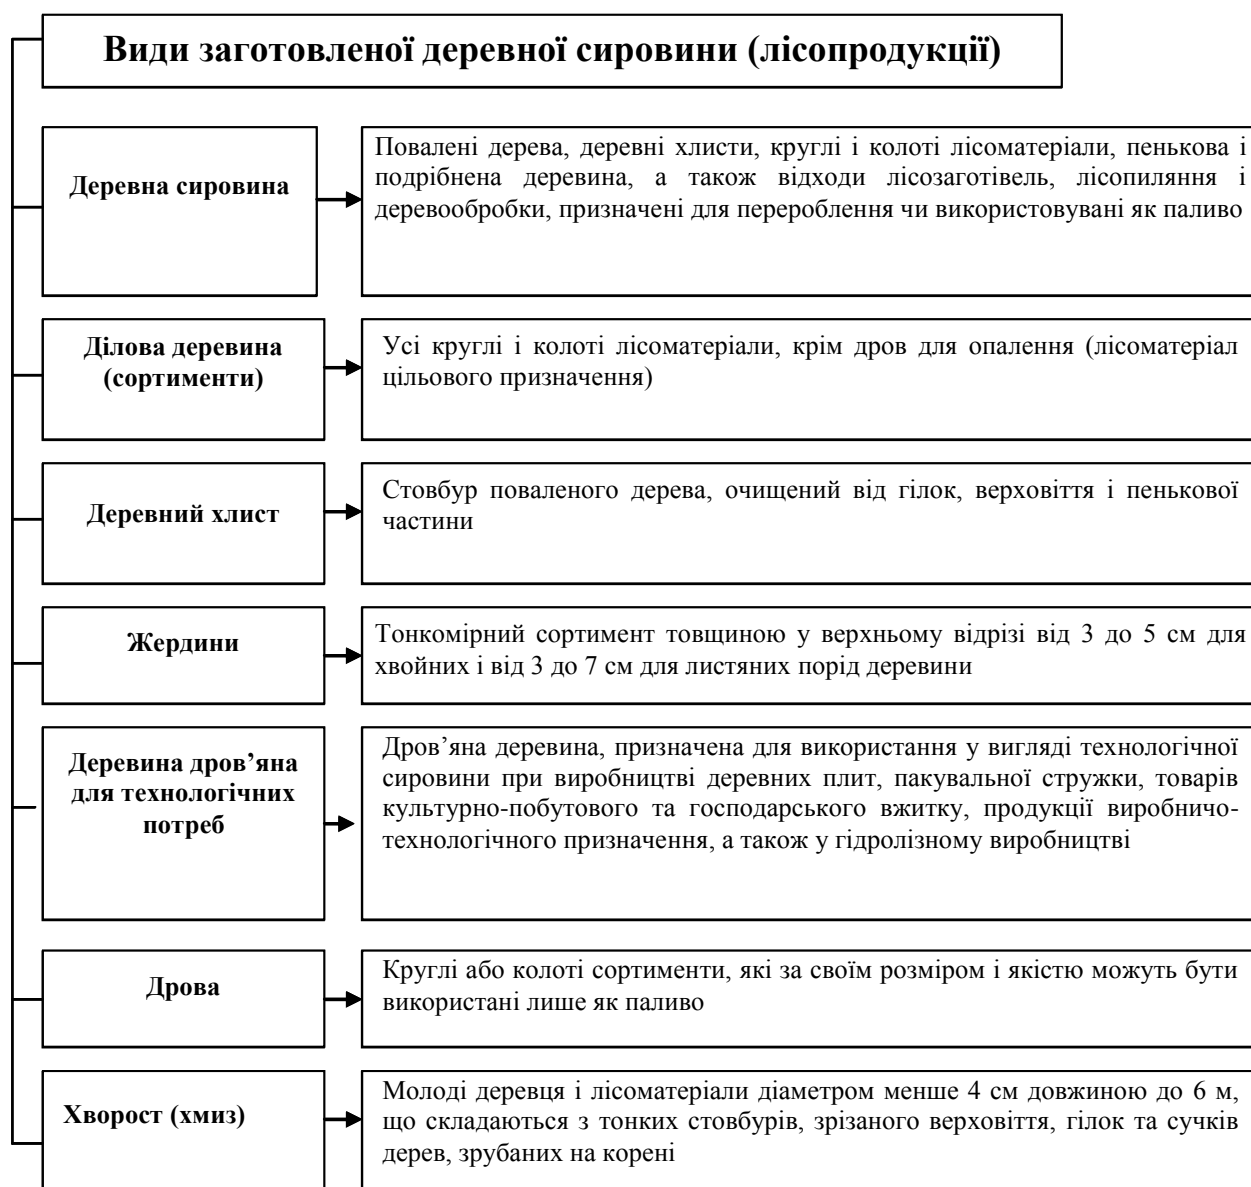 Види заготовленої деревної сировини (лісопродукції)
Деревна сировина
Повалені дерева, деревні хлисти, круглі і колоті лісоматеріали, пенькова і
подрібнена деревина, а також відходи лісозаготівель, лісопиляння і
деревообробки, призначені для перероблення чи використовувані як паливо
Ділова деревина
(сортименти)
Усі круглі і колоті лісоматеріали, крім дров для опалення (лісоматеріал
цільового призначення)
Деревний хлист
Стовбур поваленого дерева, очищений від гілок, верховіття і пенькової
частини
Жердини
Тонкомірний сортимент товщиною у верхньому відрізі від 3 до 5 см для
хвойних і від 3 до 7 см для листяних порід деревини
Деревина дров’яна
для технологічних
потреб
Дров’яна деревина, призначена для використання у вигляді технологічної
сировини при виробництві деревних плит, пакувальної стружки, товарів
культурно-побутового та господарського вжитку, продукції виробничо-
технологічного призначення, а також у гідролізному виробництві
Дрова
Круглі або колоті сортименти, які за своїм розміром і якістю можуть бути
використані лише як паливо
Хворост (хмиз)
Молоді деревця і лісоматеріали діаметром менше 4 см довжиною до 6 м,
що складаються з тонких стовбурів, зрізаного верховіття, гілок та сучків
дерев, зрубаних на корені